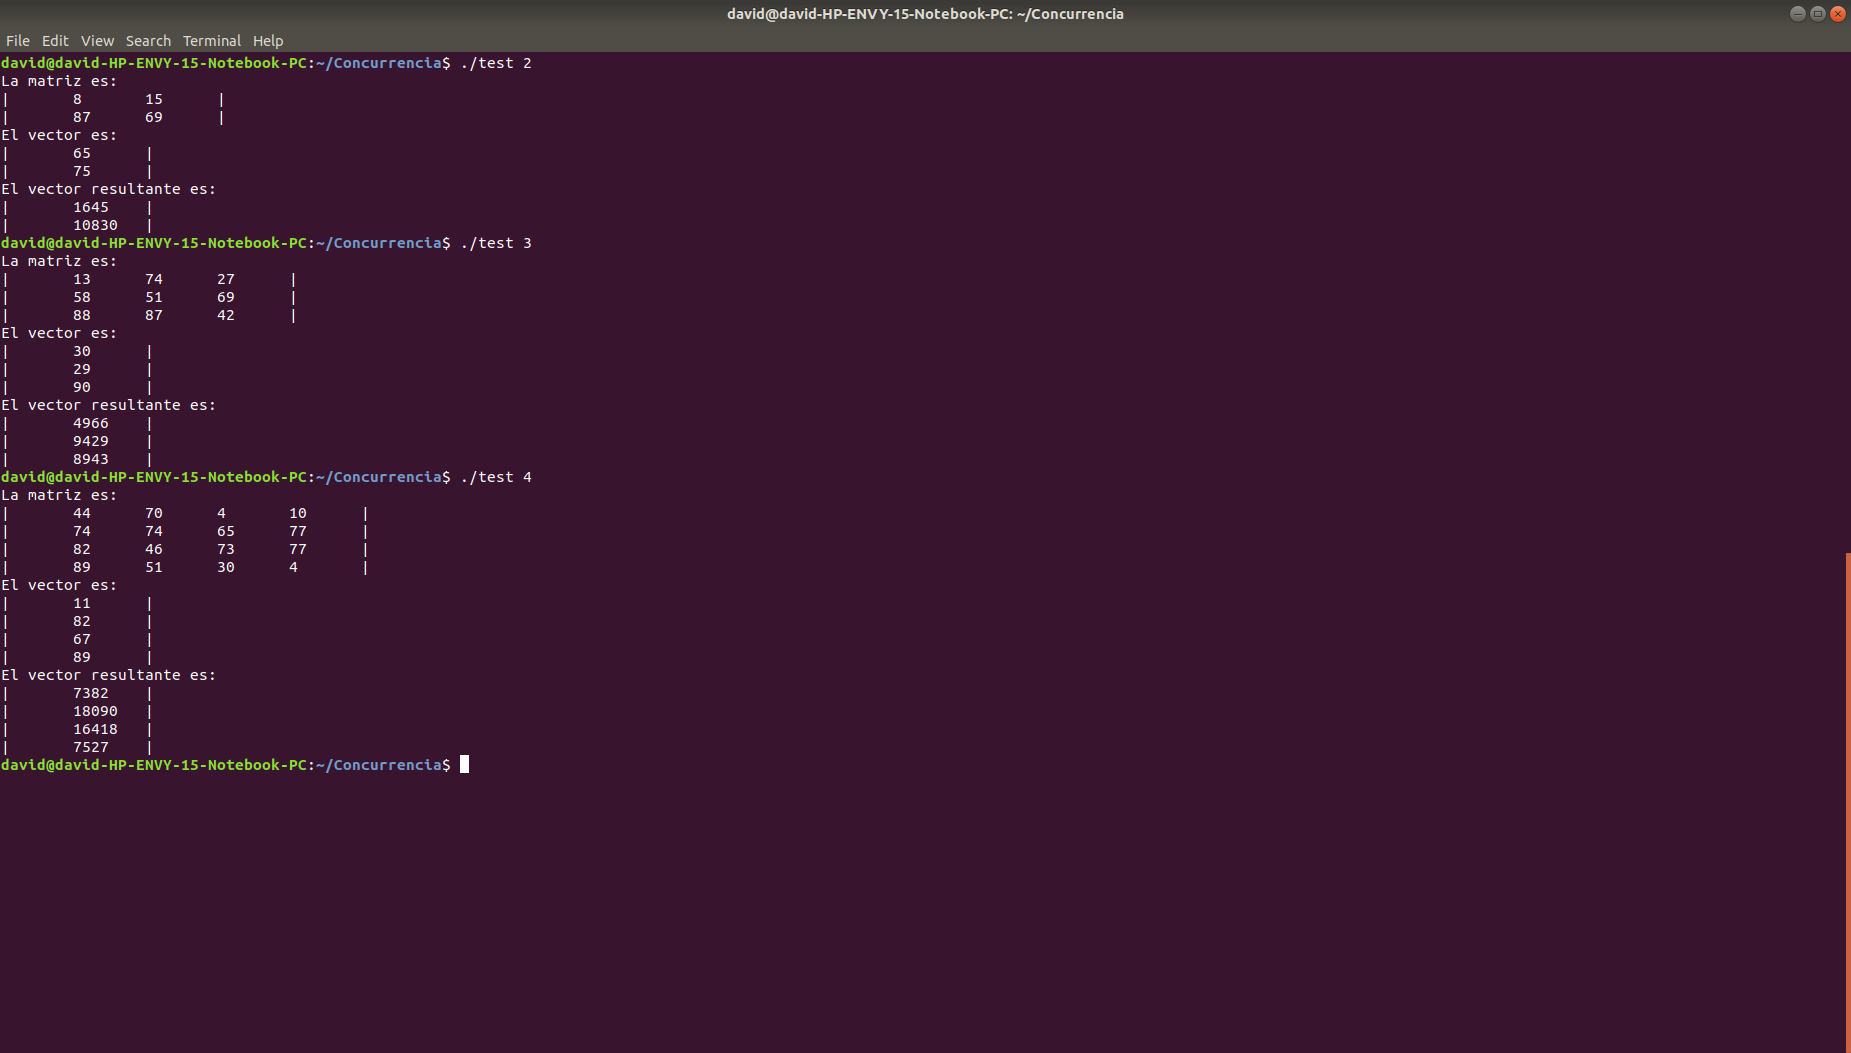 david@david-HP-ENVY-15-Notebook-PC: ~/Concurrencia
File Edit View Search Terminal Help
david@david-HP-ENVY-15-Notebook-PC:~/Concurrencia$ ./test 2
La matriz es:
| 8 15 |
| 87 69 |
El vector es:
| 65 |
| 75 |
El vector resultante es:
| 1645 |
| 10830 |
david@david-HP-ENVY-15-Notebook-PC:~/Concurrencia$ ./test 3
La matriz es:
| 13 74 27 |
| 58 51 69 |
| 88 87 42 |
El vector es:
| 30 |
| 29 |
| 90 |
El vector resultante es:
| 4966 |
| 9429 |
| 8943 |
david@david-HP-ENVY-15-Notebook-PC:~/Concurrencia$ ./test 4
La matriz es:
| 44 70 4 10 |
| 74 74 65 77 |
| 82 46 73 77 |
| 89 51 30 4 |
El vector es:
| 11 |
| 82 |
| 67 |
| 89 |
El vector resultante es:
| 7382 |
| 18090 |
| 16418 |
| 7527 |
david@david-HP-ENVY-15-Notebook-PC:~/Concurrencia$